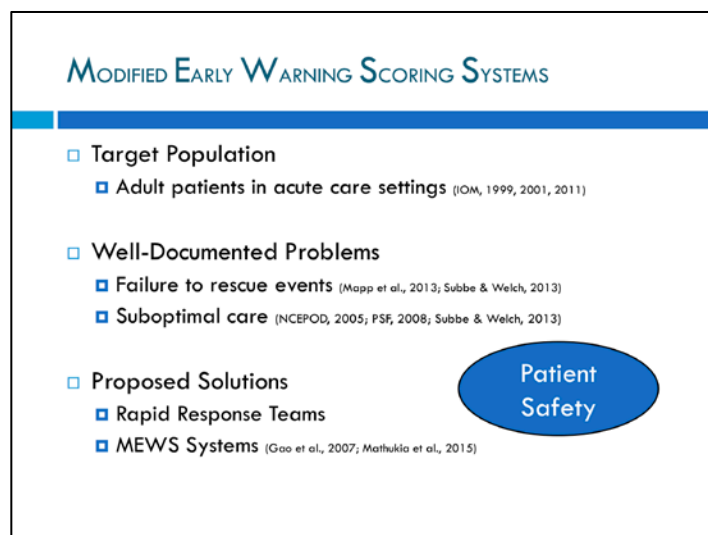 MODIFIED EARLY WARNING SCORING SYSTEMS
Target Population
Adult patients in acute care settings (IOM, 1999, 2001, 2011)
Well-Documented Problems
Failure to rescue events (Mapp et al., 2013; Subbe & Welch, 2013)
Suboptimal care (NCEPOD, 2005; PSF, 2008; Subbe & Welch, 2013)
Proposed Solutions
Rapid Response Teams
MEWS Systems (Gao et al., 2007; Mathukia et al., 2015)
Patient
Safety